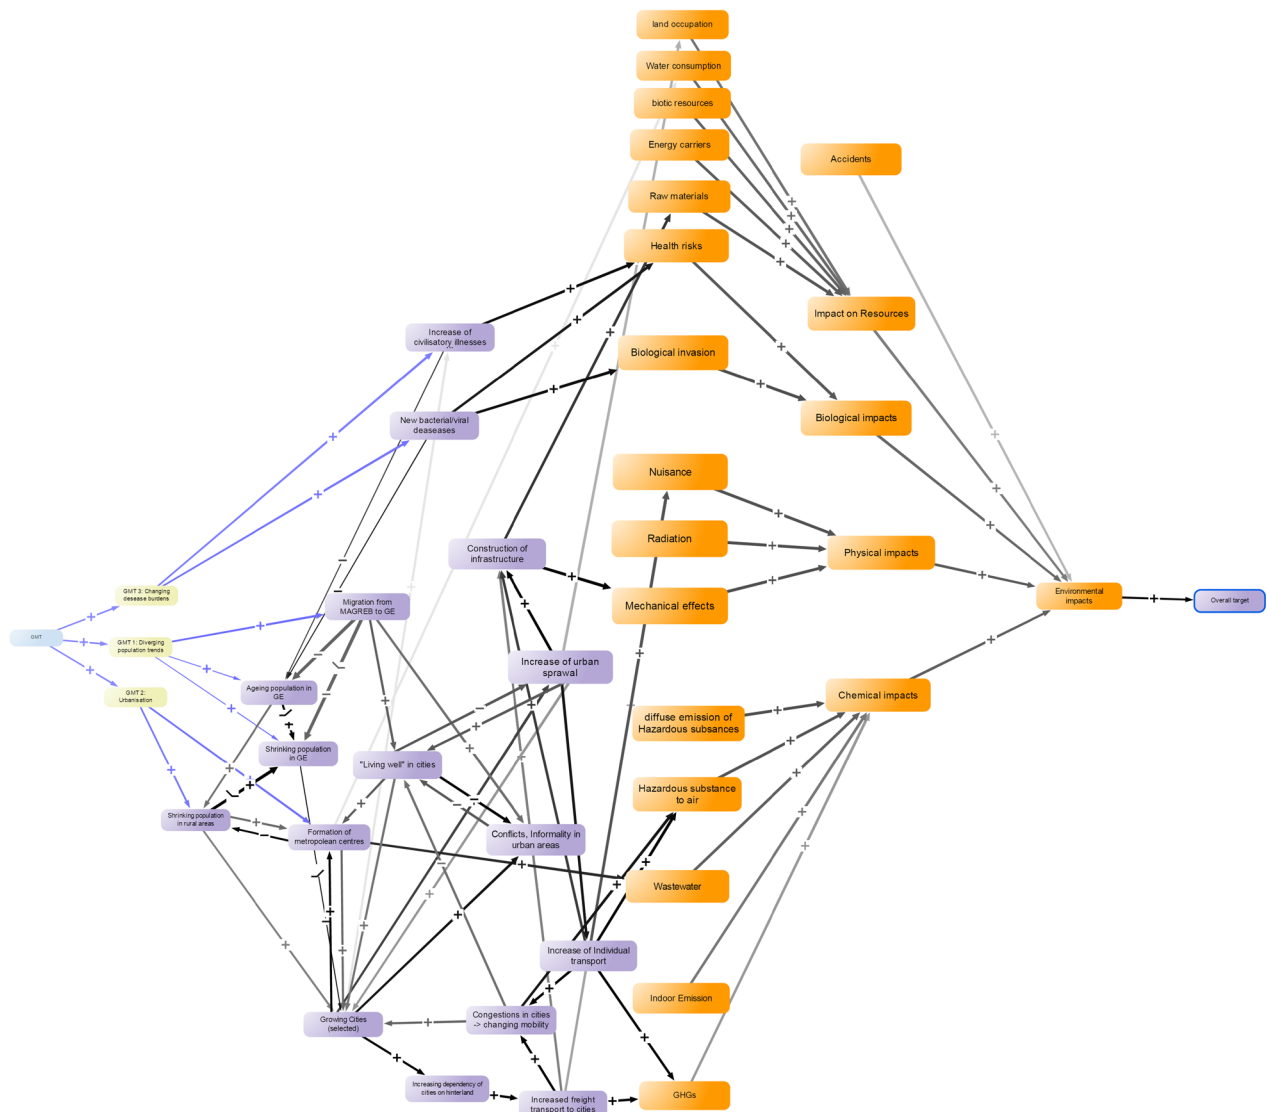 land occupation
Water consumption
biotic resources
Energy carriers
Accidents
Raw materials
Health risks
Impact on Resources
Increase of
civilisatory illnesses
Biological invasion
New bacterial/viral
deaseases
Biological impacts
Nuisance
Radiation
Construction of
infrastructure
Physical impacts
GMT 3: Changing
desease burdens
Migration from
MAGREB to GE
Mechanical effects
Environmental
impacts
Overall target
GMT
GMT 1: Diverging
population trends
Increase of urban
sprawal
GMT 2:
Urbanisation
Ageing population in
GE
Chemical impacts
diffuse emission of
Hazardous subsances
Shrinking population
in GE
"Living well" in cities
Hazardous substance
to air
Shrinking population
in rural areas
Formation of
metropolean centres
Conflicts, Informality in
urban areas
Wastewater
Increase of Individual
transport
Indoor Emission
Growing Cities
(selected)
Congestions in cities
-> changing mobility
Increasing dependency of
cities on hinterland
Increased freight
transport to cities
GHGs